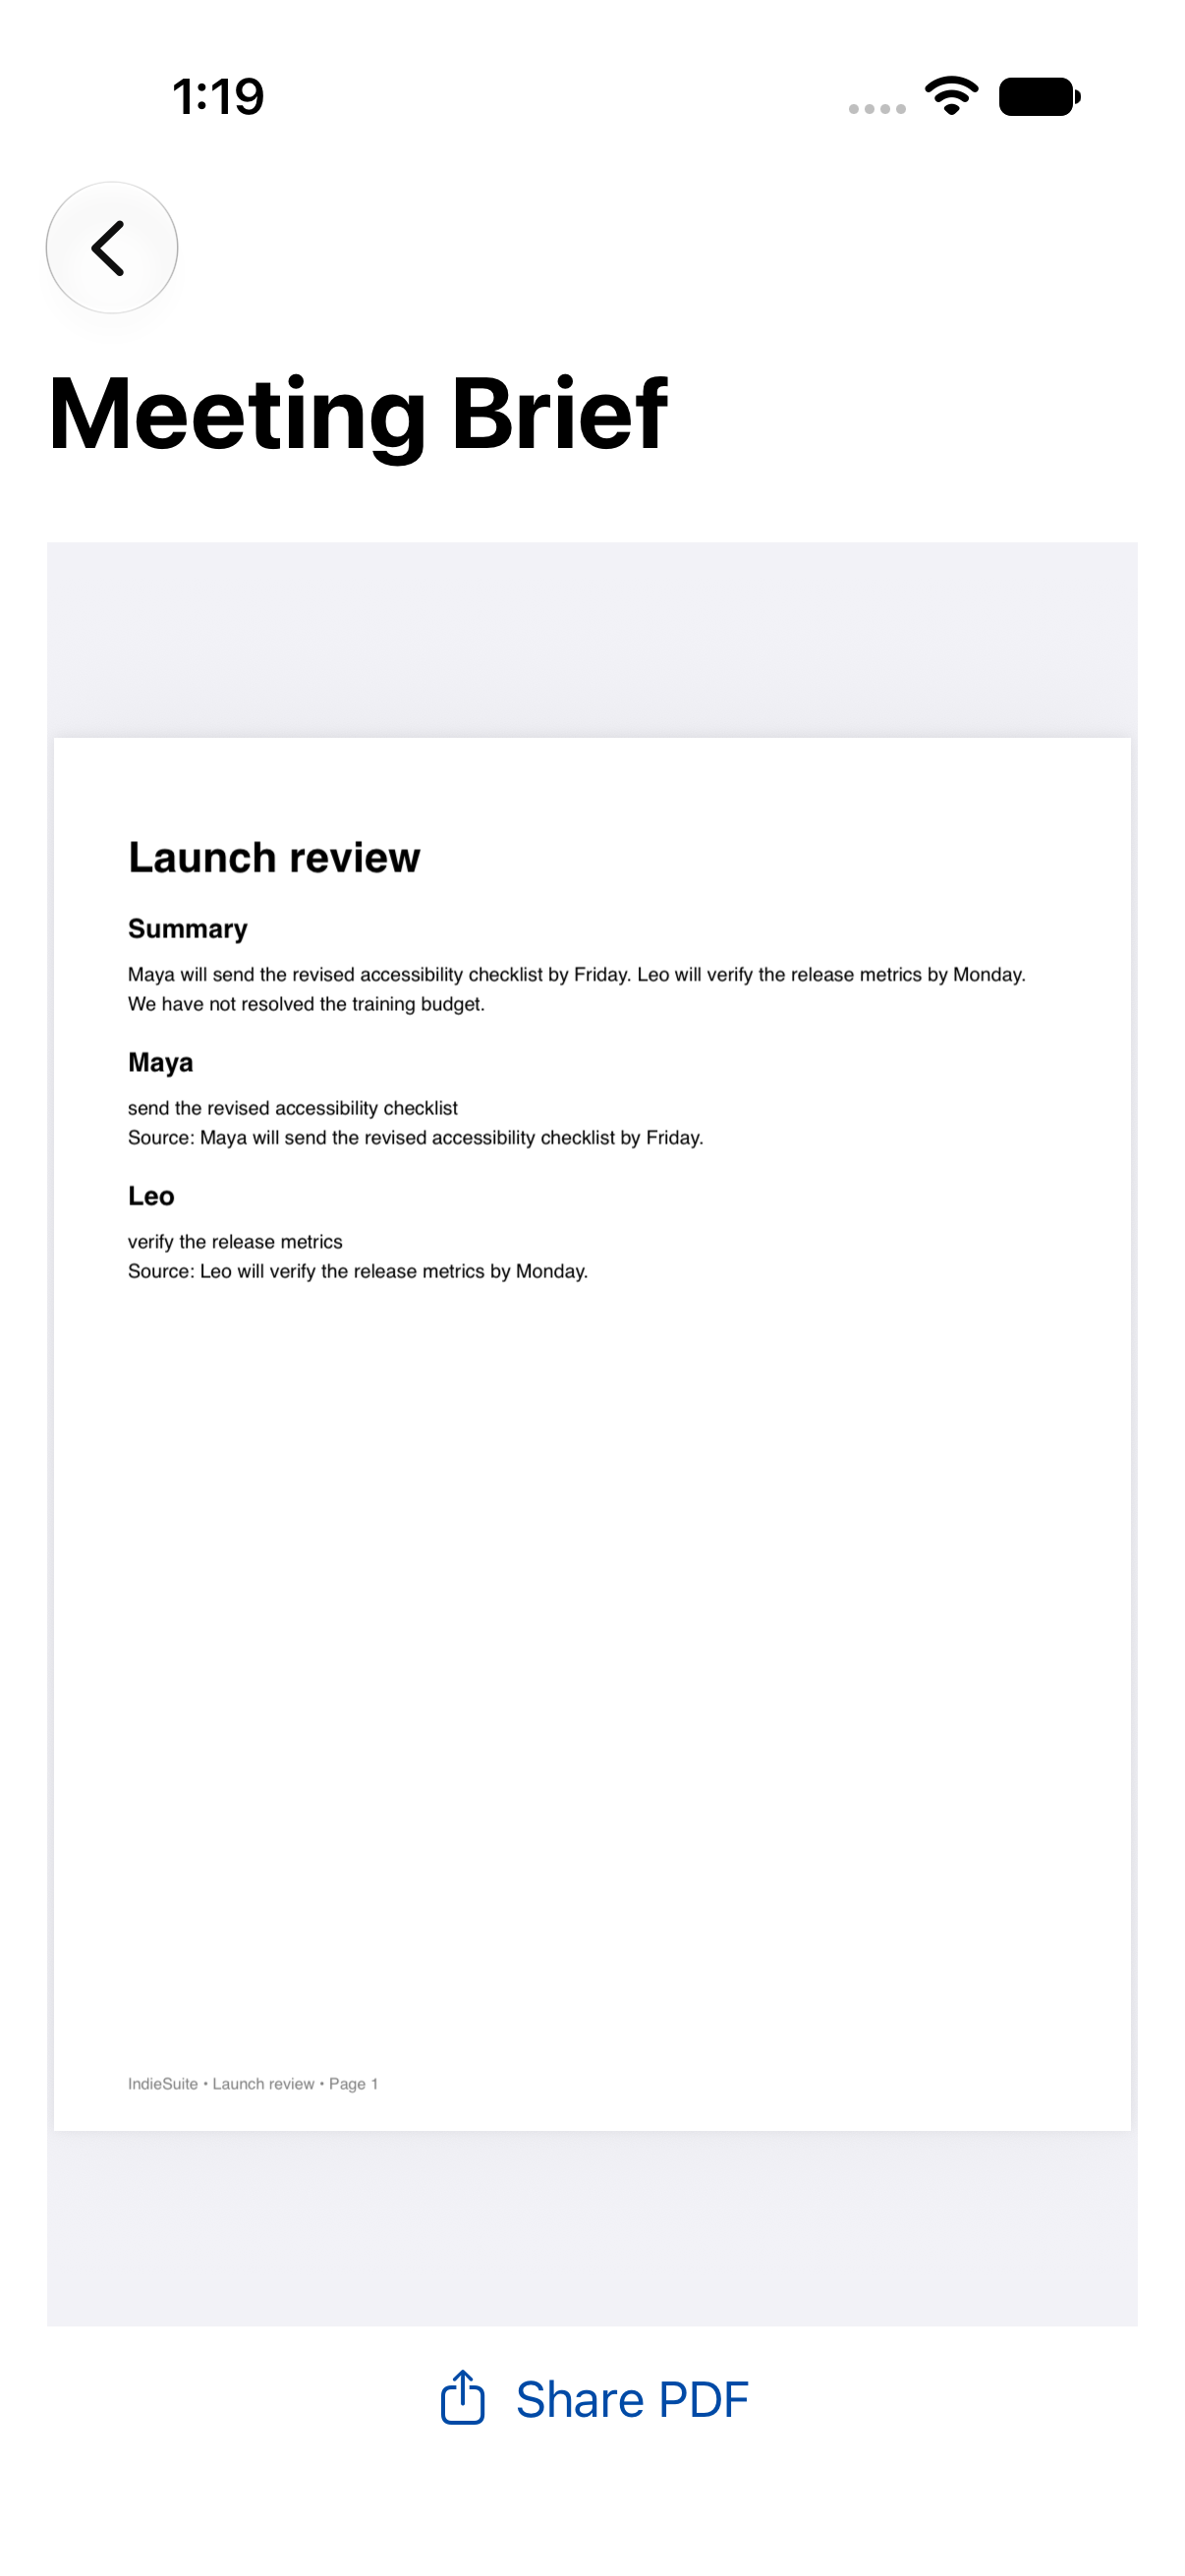 1:19
Meeting Brief
Launch review
Summary
Maya will send the revised accessibility checklist by Friday. Leo will verify the release metrics by Monday.
We have not resolved the training budget.
Maya
send the revised accessibility checklist
Source: Maya will send the revised accessibility checklist by Friday.
Leo
verify the release metrics
Source: Leo will verify the release metrics by Monday.
IndieSuite • Launch review • Page 1
Share PDF